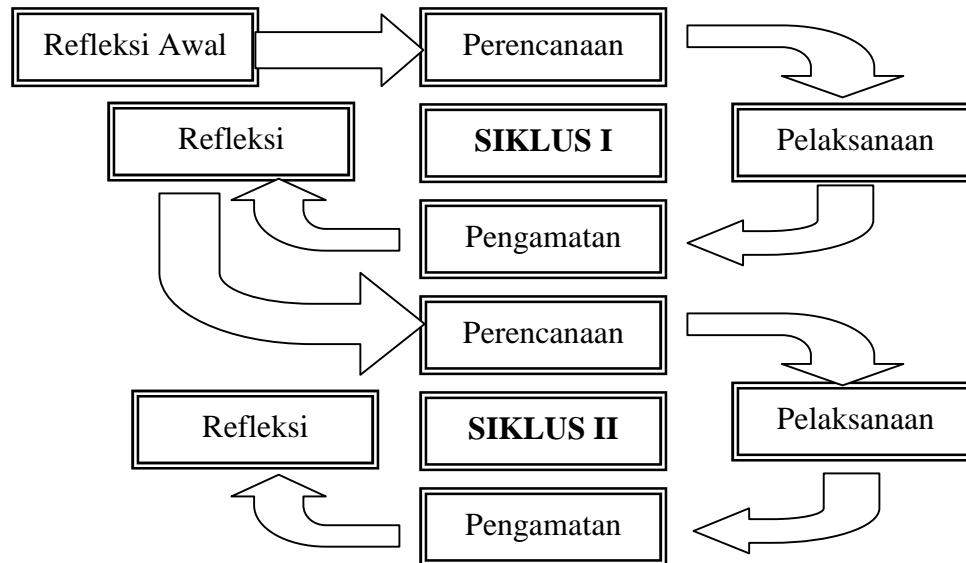 Refleksi Awal
Perencanaan
Refleksi
SIKLUS I
Pelaksanaan
Pengamatan
Perencanaan
Refleksi
SIKLUS II
Pelaksanaan
Pengamatan